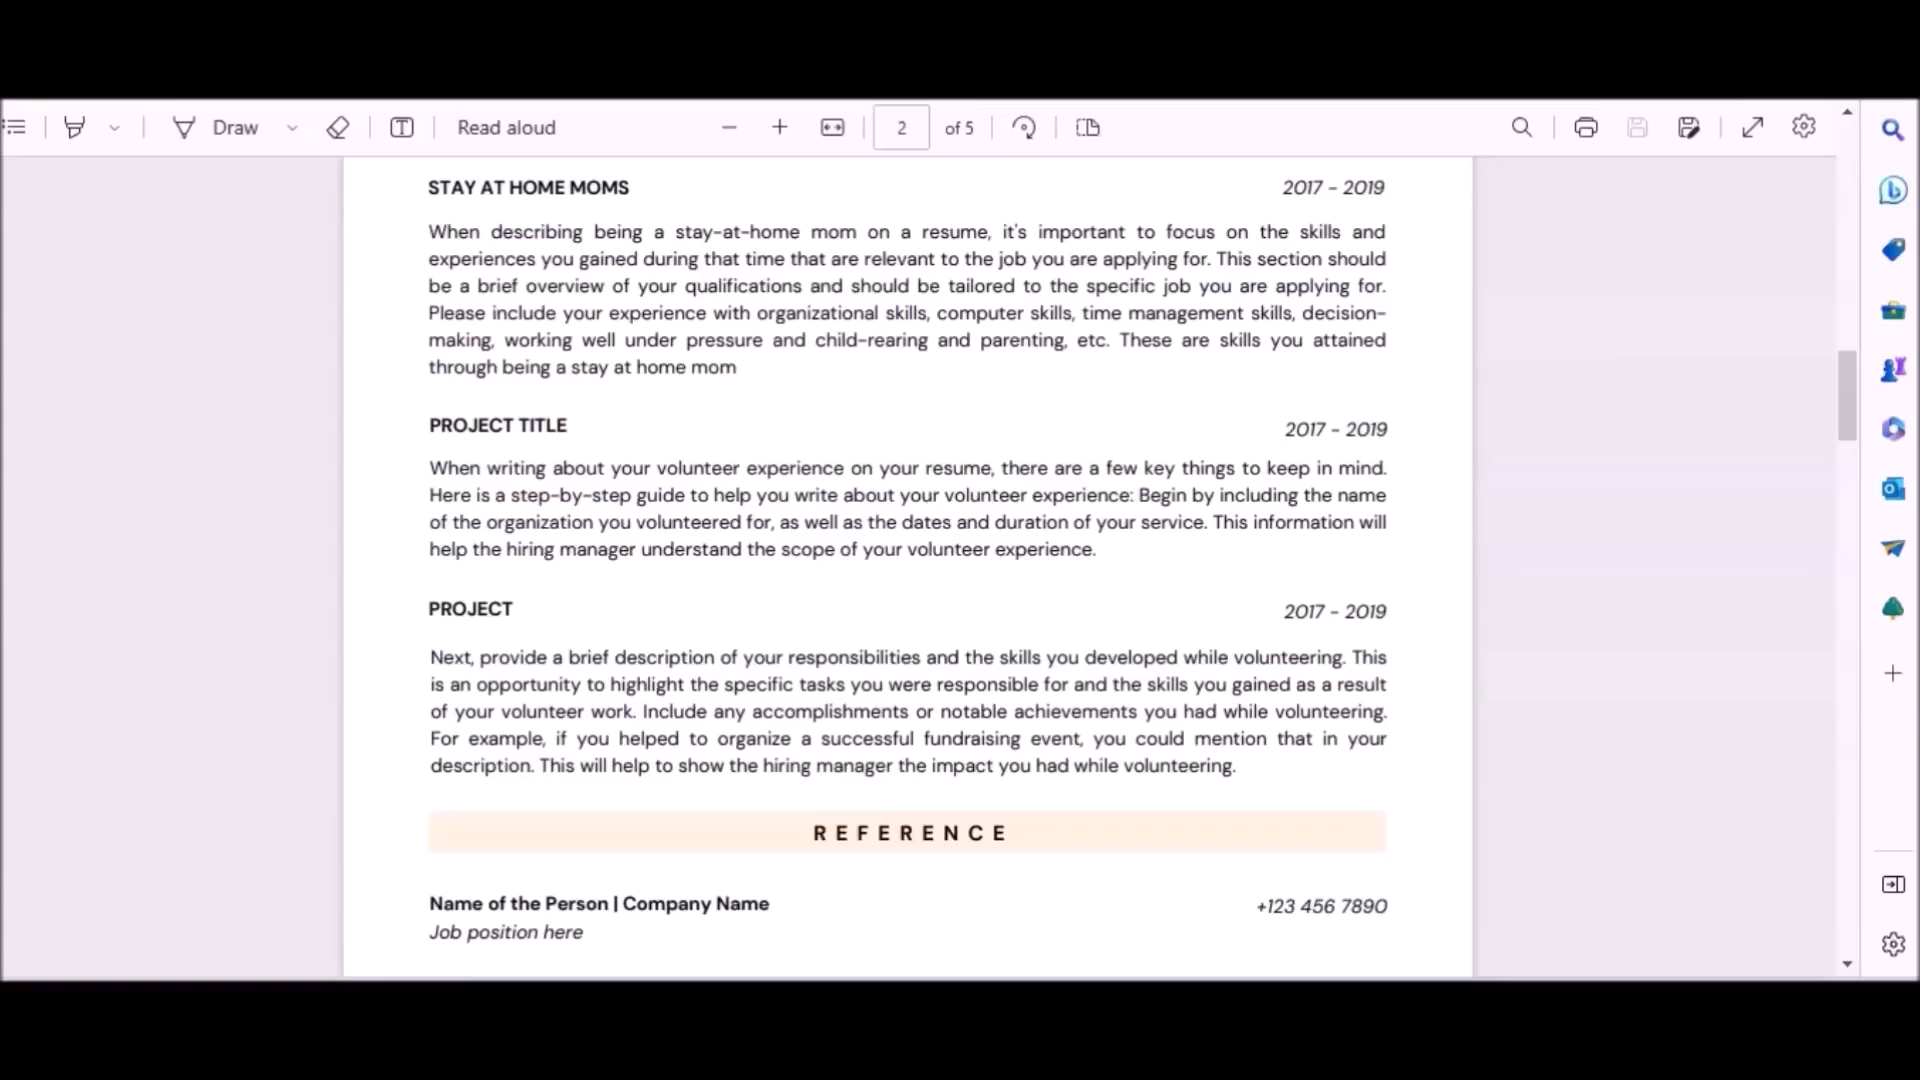 Draw
Read aloud
2 of 5
STAY AT HOME MOMS 2017 - 2019
When describing being a stay-at-home mom on a resume, it's important to focus on the skills and
experiences you gained during that time that are relevant to the job you are applying for. This section should
be a brief overview of your qualifications and should be tailored to the specific job you are applying for.
Please include your experience with organizational skills, computer skills, time management skills, decision-
making, working well under pressure and child-rearing and parenting, etc. These are skills you attained
through being a stay at home mom
PROJECT TITLE 2017 - 2019
When writing about your volunteer experience on your resume, there are a few key things to keep in mind.
Here is a step-by-step guide to help you write about your volunteer experience: Begin by including the name
of the organization you volunteered for, as well as the dates and duration of your service. This information will
help the hiring manager understand the scope of your volunteer experience.
PROJECT 2017 - 2019
Next, provide a brief description of your responsibilities and the skills you developed while volunteering. This
is an opportunity to highlight the specific tasks you were responsible for and the skills you gained as a result
of your volunteer work. Include any accomplishments or notable achievements you had while volunteering.
For example, if you helped to organize a successful fundraising event, you could mention that in your
description. This will help to show the hiring manager the impact you had while volunteering.
REFERENCE
Name of the Person | Company Name +123 456 7890
Job position here